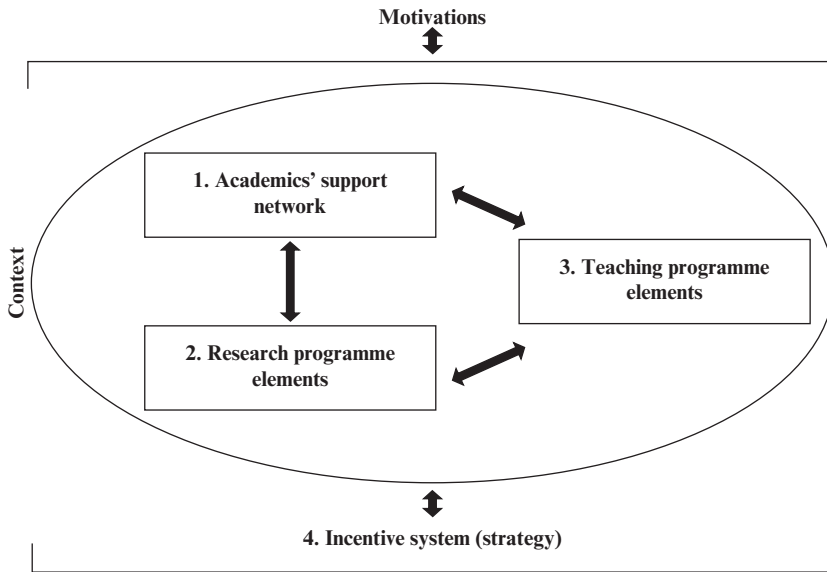 Motivations
Context
1. Academics’ support
network
3. Teaching programme
elements
2. Research programme
elements
4. Incentive system (strategy)